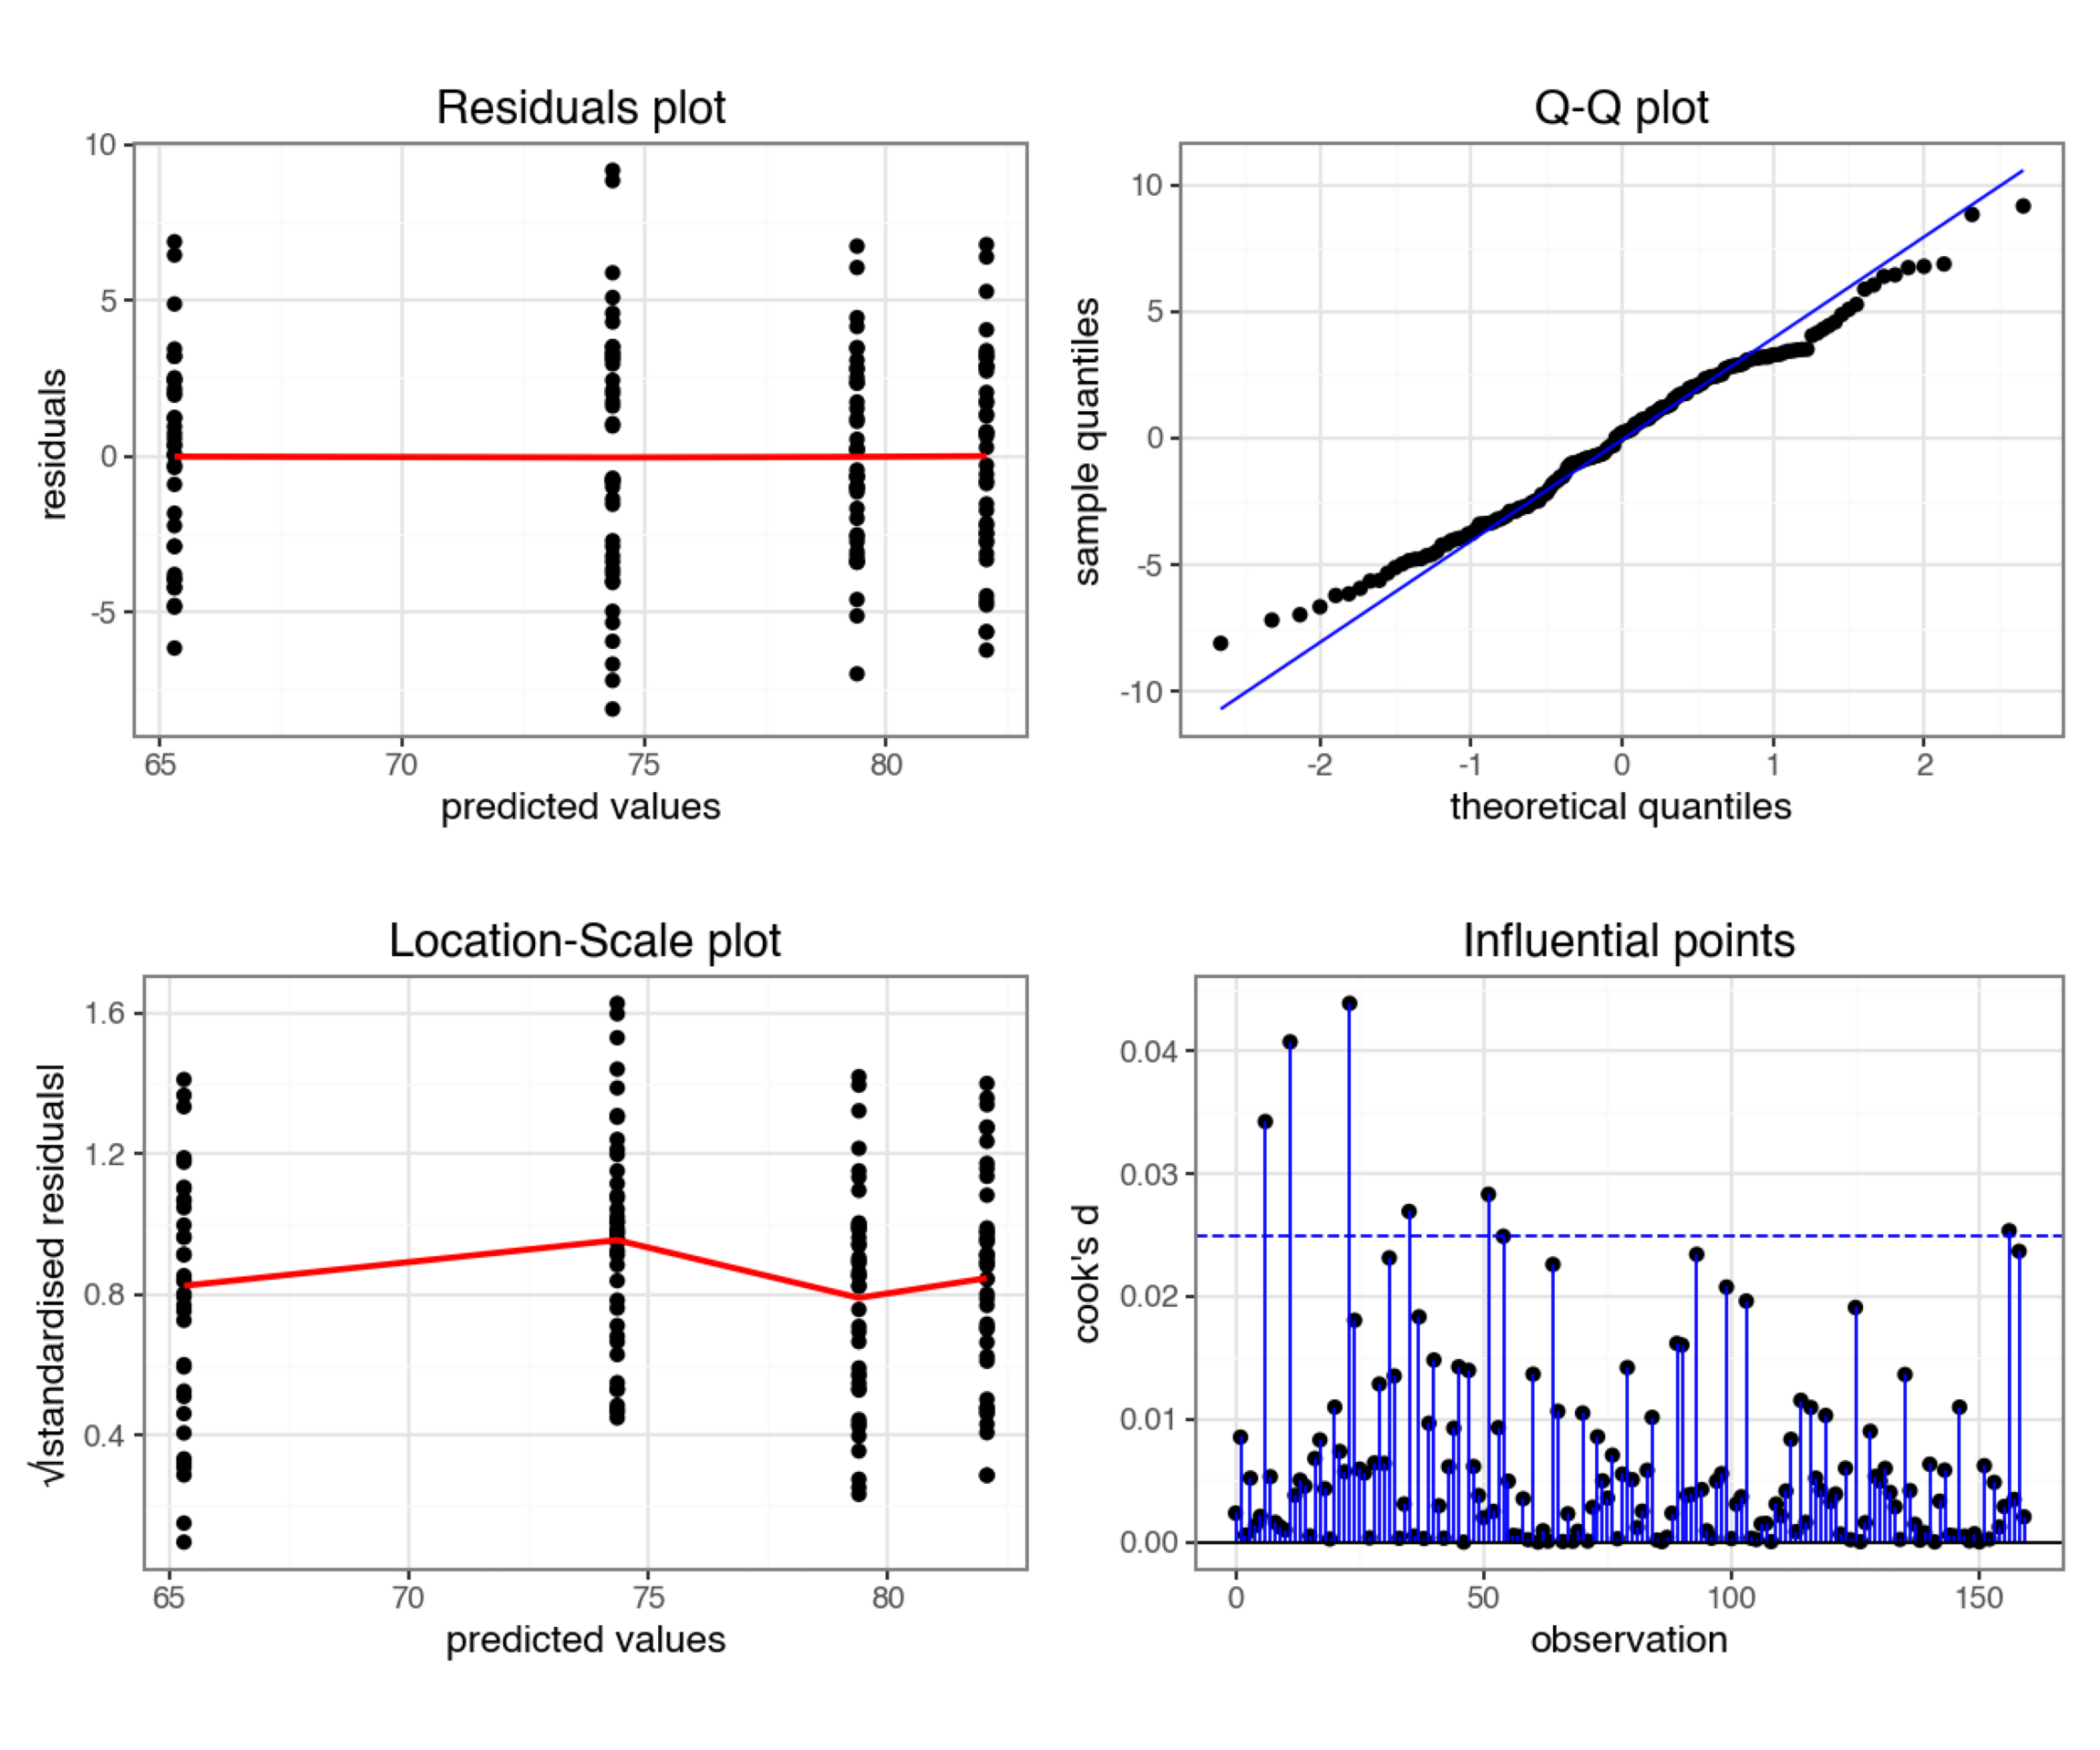 Residuals plot
10
5
0
-5
residuals
65
70
75
80
predicted values
Q-Q plot
10
5
0
-5
-10
sample quantiles
-2
-1
0
1
2
theoretical quantiles
Location-Scale plot
1.6
1.2
0.8
0.4
√|standardised residuals|
65
70
75
80
predicted values
Influential points
0.04
0.03
0.02
0.01
0.00
cook's d
0
50
100
150
observation